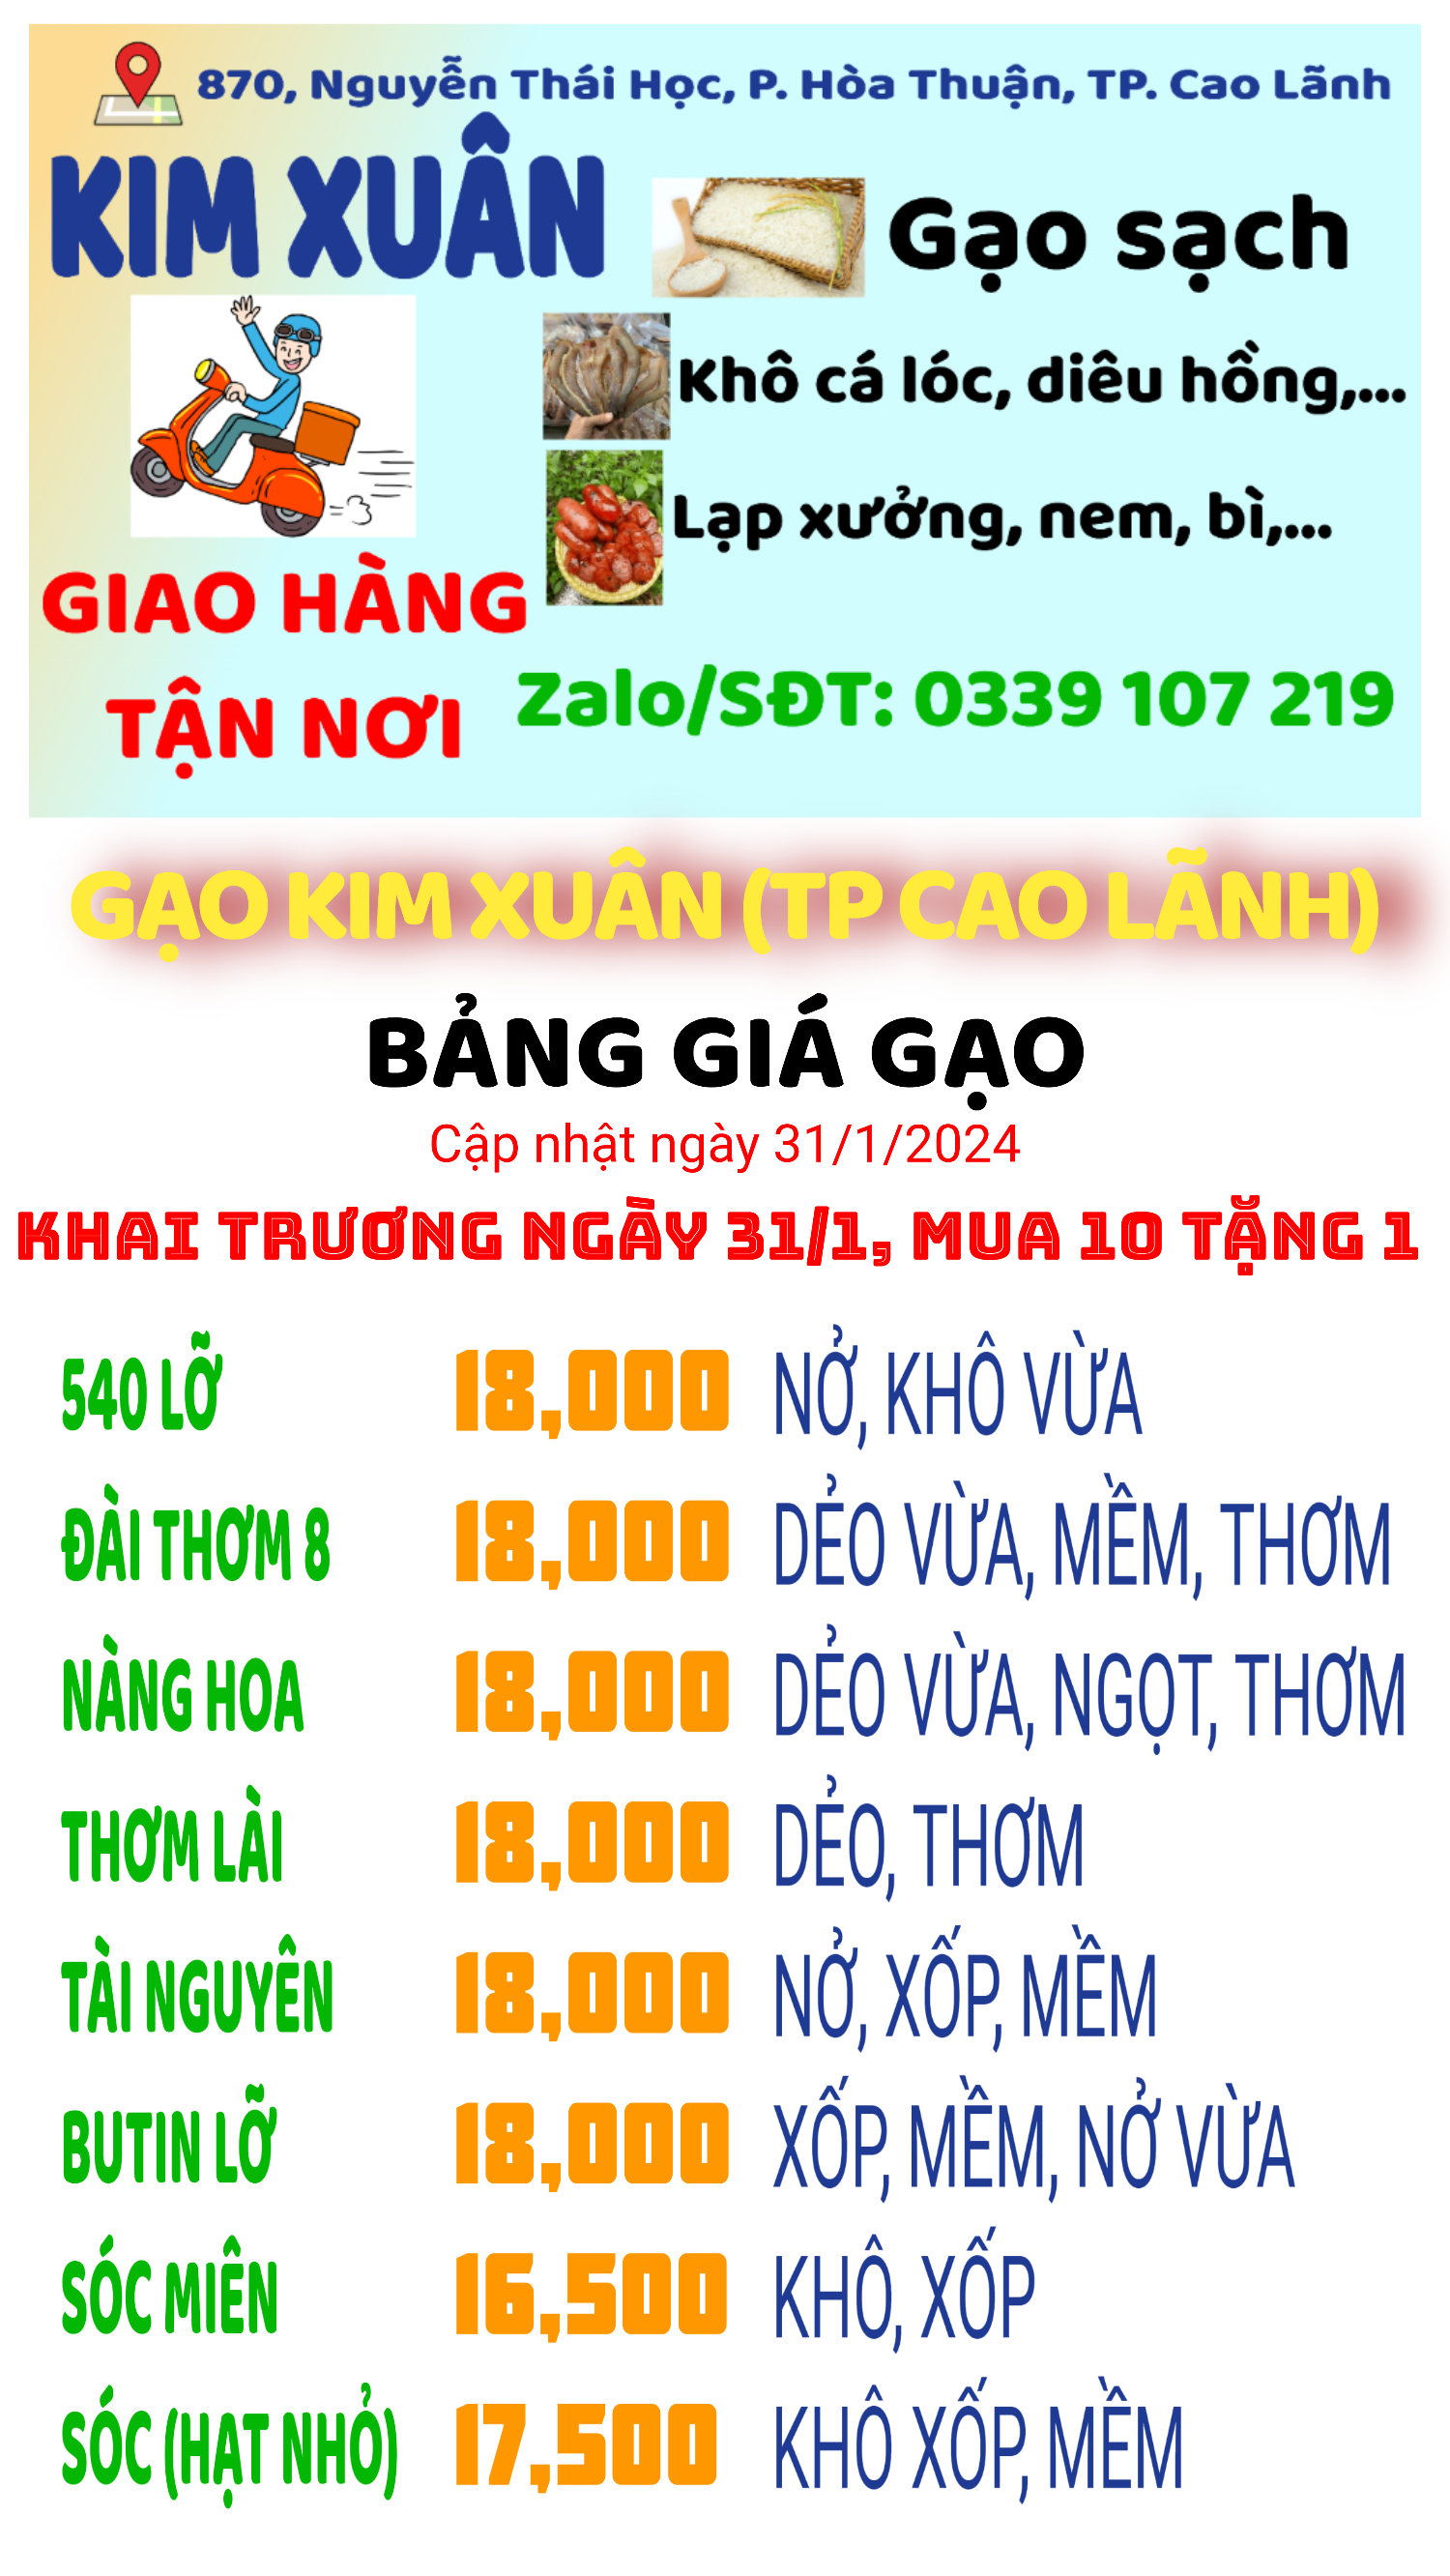 870, Nguyễn Thái Học, P. Hòa Thuận, TP. Cao Lãnh
KIM XUÂN
Gạo sạch
Khô cá lóc, diêu hồng,...
Lạp xưởng, nem, bì,...
GIAO HÀNG
TẬN NƠI
Zalo/SĐT: 0339 107 219
GẠO KIM XUÂN (TP CAO LÃNH)
BẢNG GIÁ GẠO
Cập nhật ngày 31/1/2024
KHAI TRƯƠNG NGÀY 31/1, MUA 10 TẶNG 1
540 LỠ 18,000 NỞ, KHÔ VỪA
ĐÀI THƠM 8 18,000 DẺO VỪA, MỀM, THƠM
NÀNG HOA 18,000 DẺO VỪA, NGỌT, THƠM
THƠM LÀI 18,000 DẺO, THƠM
TÀI NGUYÊN 18,000 NỞ, XỐP, MỀM
BUTIN LỠ 18,000 XỐP, MỀM, NỞ VỪA
SÓC MIÊN 16,500 KHÔ, XỐP
SÓC (HẠT NHỎ) 17,500 KHÔ XỐP, MỀM